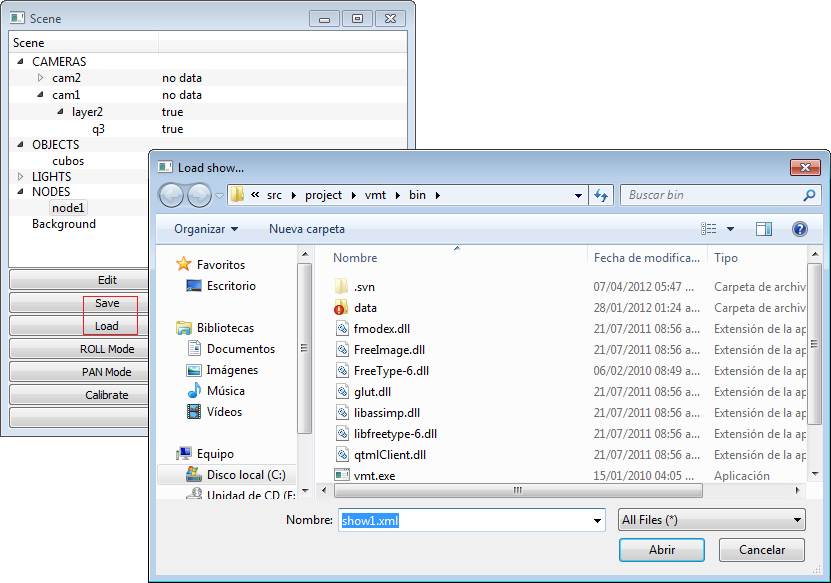 Scene
Scene
CAMERAS
cam2 no data
cam1 no data
layer2 true
q3 true
OBJECTS
cubos
LIGHTS
NODES
node1
Background
Edit
Save
Load
ROLL Mode
PAN Mode
Calibrate
Load show...
« src project vmt bin
Buscar bin
Organizar Nueva carpeta
Favoritos
Escritorio
Bibliotecas
Documentos
Imágenes
Música
Vídeos
Equipo
Disco local (C:)
Unidad de CD (E:
Nombre Fecha de modifica... Tipo
.svn 07/04/2012 05:47 ... Carpeta de archiv
data 28/01/2012 01:24 a... Carpeta de archiv
fmodex.dll 21/07/2011 08:56 a... Extensión de la ap
FreeImage.dll 21/07/2011 08:56 a... Extensión de la ap
FreeType-6.dll 06/02/2010 08:49 a... Extensión de la ap
glut.dll 21/07/2011 08:56 a... Extensión de la ap
libassimp.dll 21/07/2011 08:56 a... Extensión de la ap
libfreetype-6.dll 21/07/2011 08:56 a... Extensión de la ap
qtmlClient.dll 21/07/2011 08:56 a... Extensión de la ap
vmt.exe 15/01/2010 04:05 ... Aplicación
Nombre: show1.xml All Files (*)
Abrir Cancelar